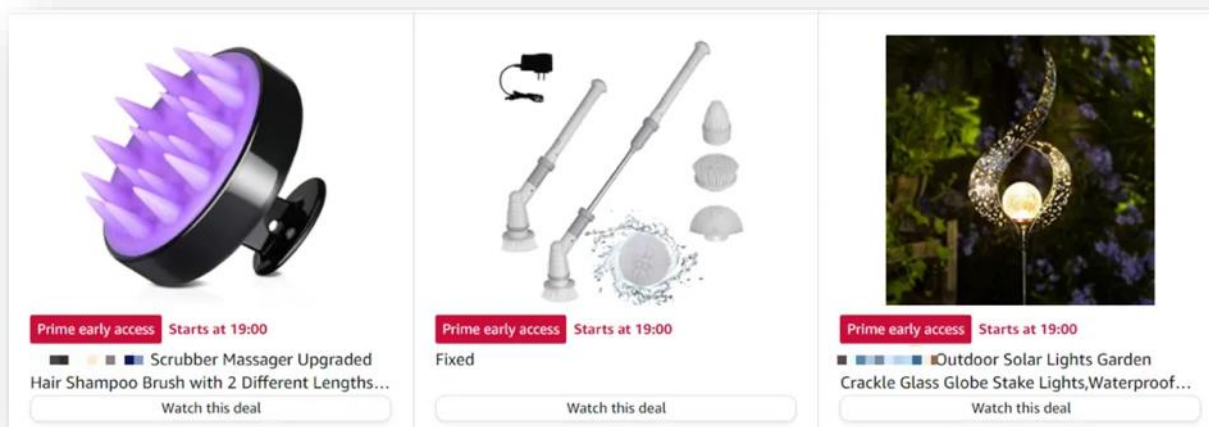 Prime early access Starts at 19:00
Scrubber Massager Upgraded
Hair Shampoo Brush with 2 Different Lengths...
Watch this deal
Prime early access Starts at 19:00
Fixed
Watch this deal
Prime early access Starts at 19:00
Outdoor Solar Lights Garden
Crackle Glass Globe Stake Lights,Waterproof...
Watch this deal